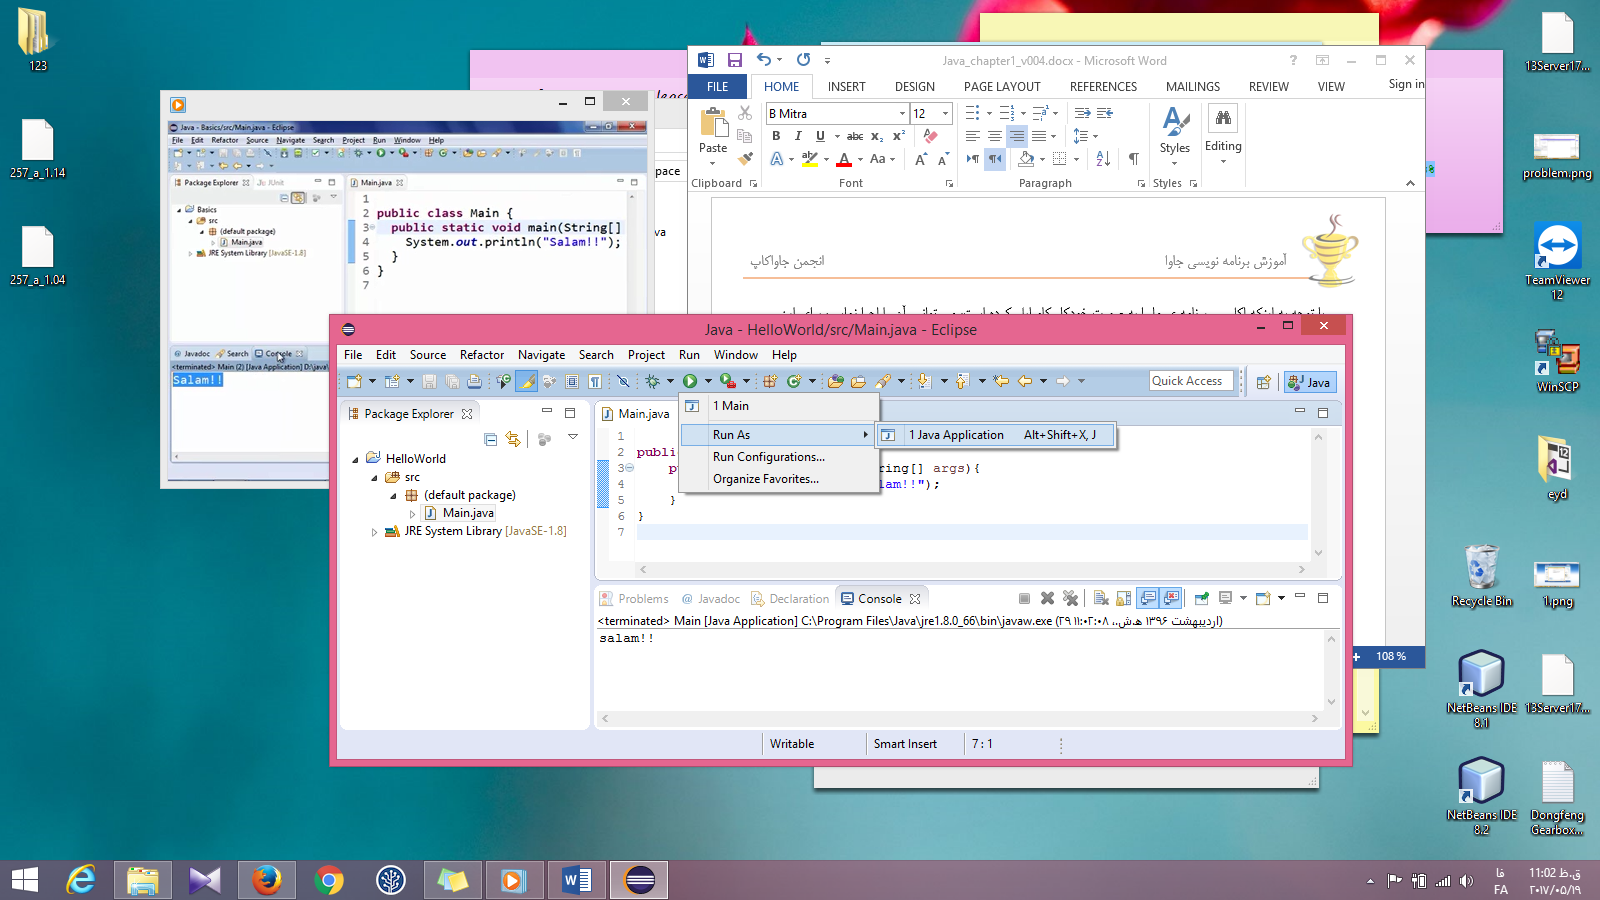 123
257_a_1.14
257_a_1.04
Java - Basics/src/Main.java - Eclipse
File Edit Refactor Source Navigate Search Project Run Window Help
Package Explorer Ju JUnit
Basics
src
(default package)
Main.java
JRE System Library [JavaSE-1.8]
Main.java
1
2 public class Main {
3 public static void main(String[]
4 System.out.println("Salam!!");
5 }
6 }
7
@ Javadoc Search Console
<terminated> Main (2) [Java Application] D:\java\
Salam!!
pace
va
Java_chapter1_v004.docx - Microsoft Word
FILE HOME INSERT DESIGN PAGE LAYOUT REFERENCES MAILINGS REVIEW VIEW Sign in
B Mitra 12
Paste
B I U abc x₂ x²
Styles Editing
Clipboard Font Paragraph Styles
آموزش برنامه نویسی جاوا
انجمن جاواکاپ
108 %
Java - HelloWorld/src/Main.java - Eclipse
File Edit Source Refactor Navigate Search Project Run Window Help
Quick Access Java
Package Explorer
HelloWorld
src
(default package)
Main.java
JRE System Library [JavaSE-1.8]
Main.java
1 Main
Run As
Run Configurations...
Organize Favorites...
1 Java Application Alt+Shift+X, J
1
2 publ
3 p ring[] args){
4 lam!!");
5 }
6 }
7
Problems @ Javadoc Declaration Console
<terminated> Main [Java Application] C:\Program Files\Java\jre1.8.0_66\bin\javaw.exe (۲۹ اردیبهشت ۱۳۹۶ ه‍.ش.،‏ ۱۱:۰۲:۰۸)
salam!!
Writable Smart Insert 7 : 1
13Server17...
problem.png
TeamViewer 12
WinSCP
eyd
Recycle Bin
1.png
NetBeans IDE 8.1
13Server17...
NetBeans IDE 8.2
Dongfeng Gearbox...
فا
FA
11:02 ق.ظ
۲۰۱۷/۰۵/۱۹